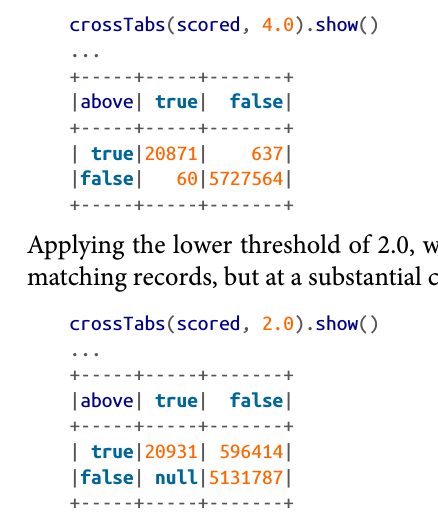 crossTabs(scored, 4.0).show()
...
+-----+-----+-------+
|above| true|  false|
+-----+-----+-------+
| true|20871|    637|
|false|   60|5727564|
+-----+-----+-------+
Applying the lower threshold of 2.0, w
matching records, but at a substantial c
crossTabs(scored, 2.0).show()
...
+-----+-----+-------+
|above| true|  false|
+-----+-----+-------+
| true|20931| 596414|
|false| null|5131787|
+-----+-----+-------+